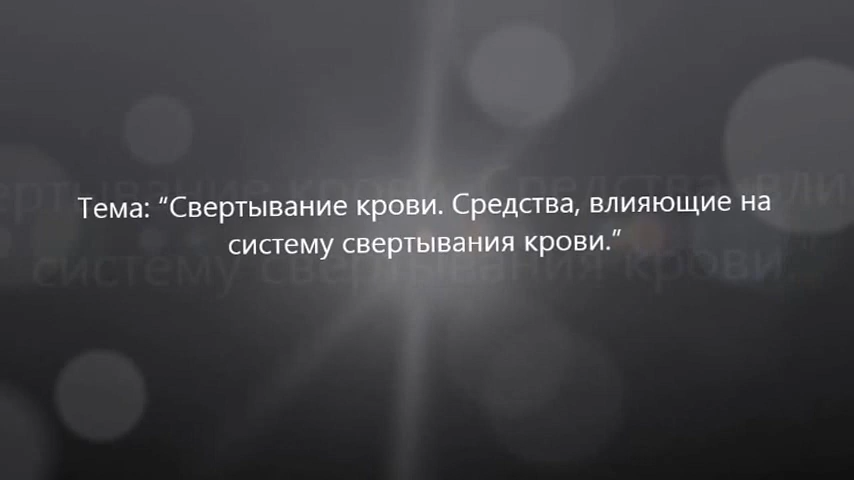 Тема: “Свертывание крови. Средства, влияющие на
систему свертывания крови.”